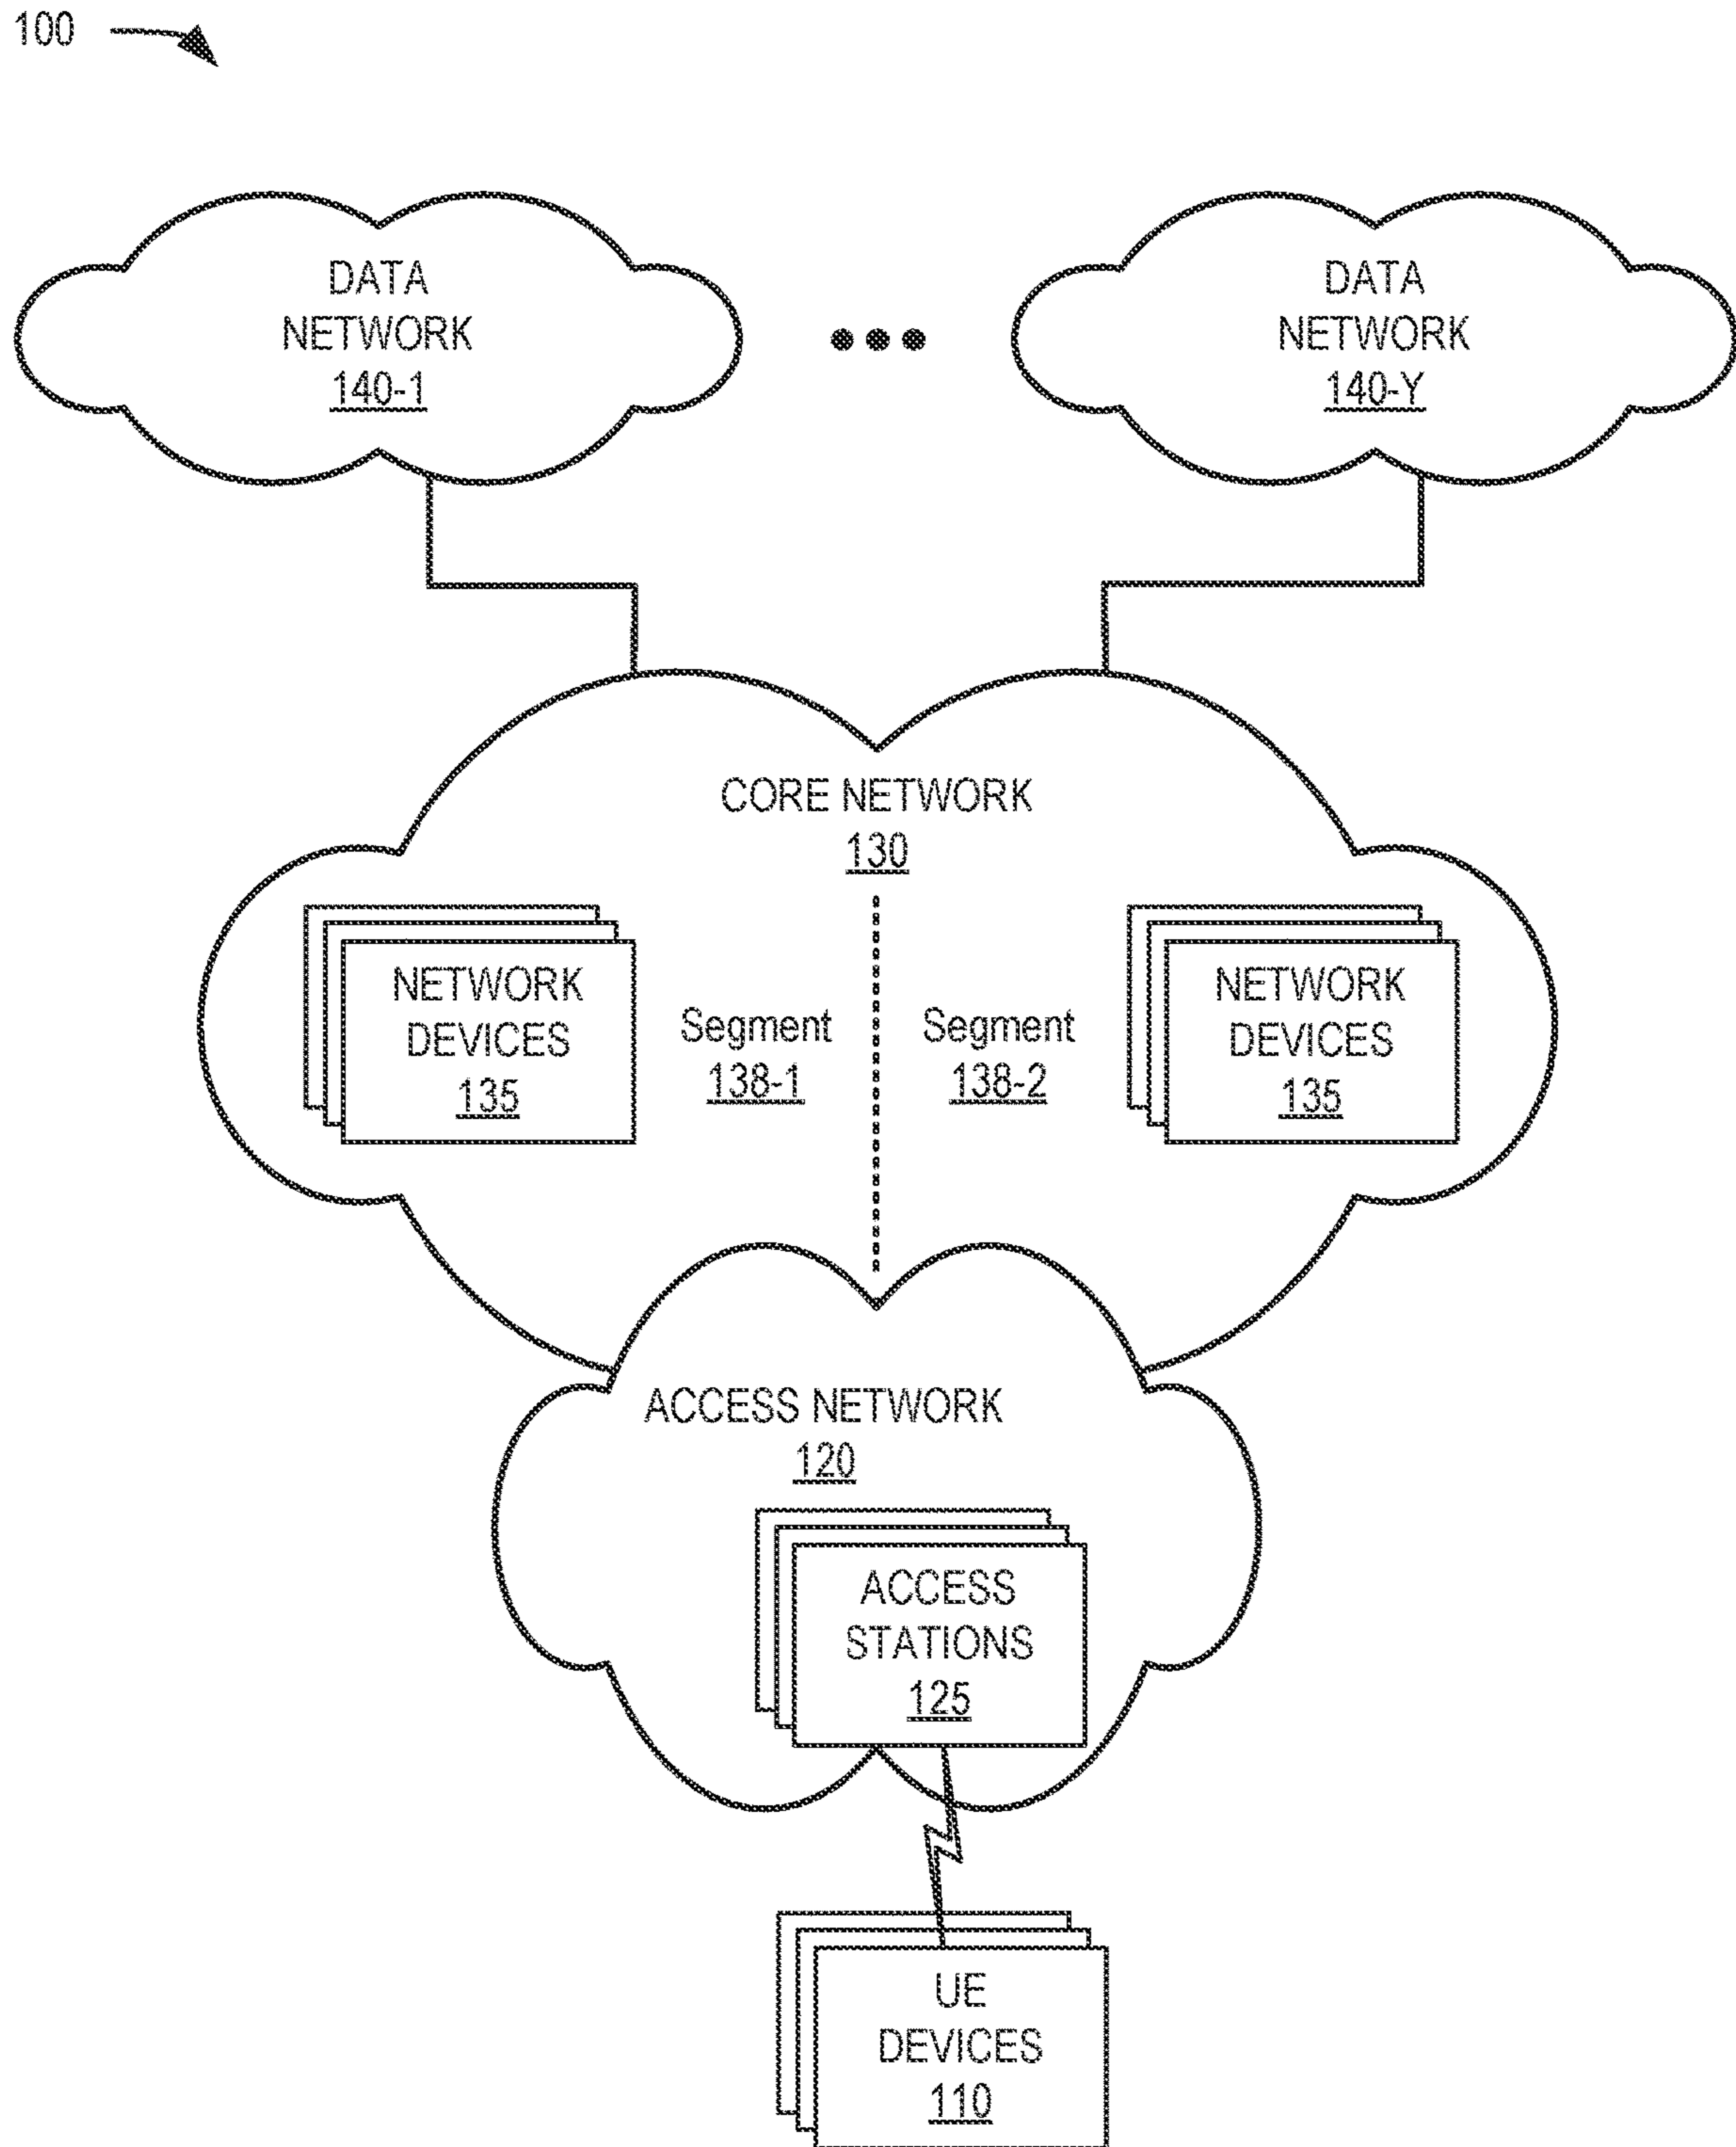 100
DATA
NETWORK
140-1
DATA
NETWORK
140-Y
CORE NETWORK
130
NETWORK
DEVICES
135
Segment
138-1
Segment
138-2
NETWORK
DEVICES
135
ACCESS NETWORK
120
ACCESS
STATIONS
125
UE
DEVICES
110